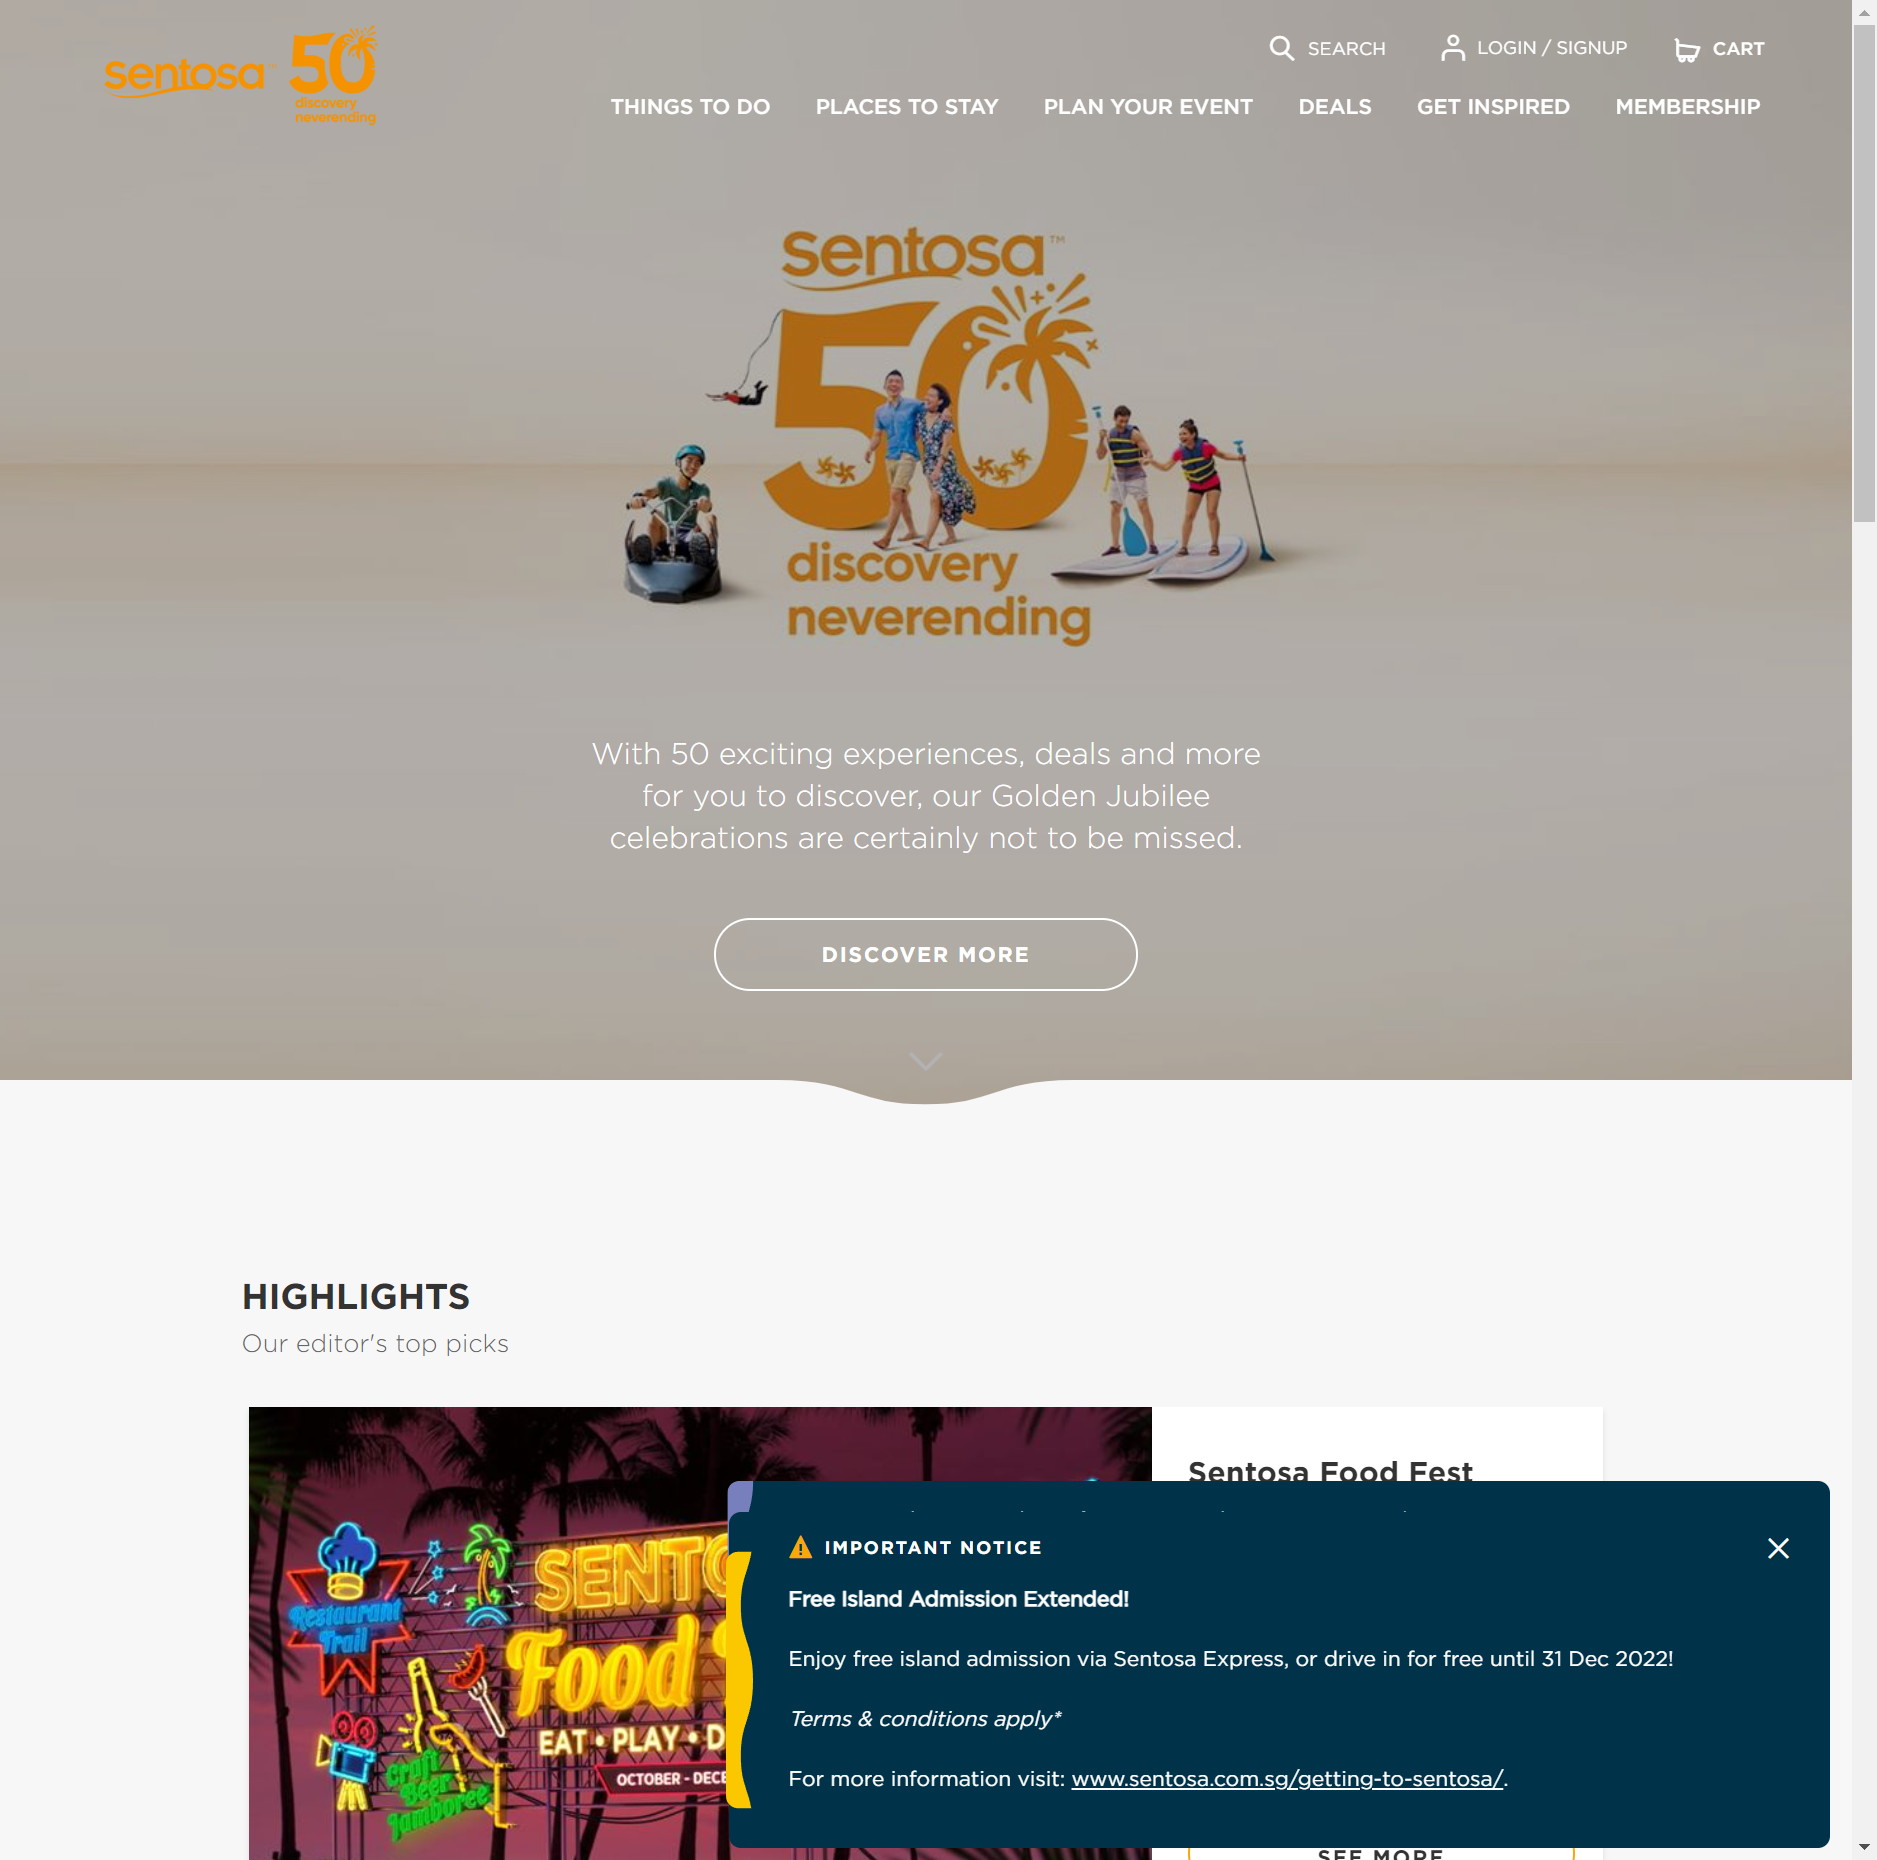 sentosa™ 50
discovery
neverending
SEARCH
LOGIN / SIGNUP
CART
THINGS TO DO
PLACES TO STAY
PLAN YOUR EVENT
DEALS
GET INSPIRED
MEMBERSHIP
sentosa™
50
discovery
neverending
With 50 exciting experiences, deals and more
for you to discover, our Golden Jubilee
celebrations are certainly not to be missed.
DISCOVER MORE
HIGHLIGHTS
Our editor's top picks
Restaurant
Trail
SENTO
Food
EAT • PLAY • D
OCTOBER - DECE
Craft
Beer
Jamboree
Sentosa Food Fest
IMPORTANT NOTICE
Free Island Admission Extended!
Enjoy free island admission via Sentosa Express, or drive in for free until 31 Dec 2022!
Terms & conditions apply*
For more information visit: www.sentosa.com.sg/getting-to-sentosa/.
SEE MORE